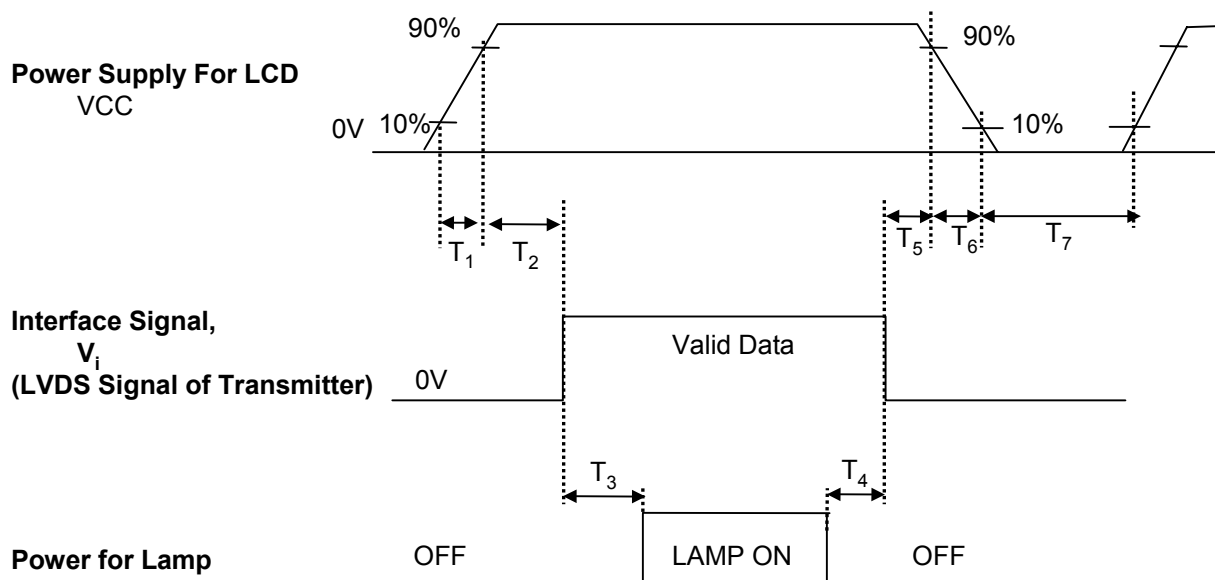 90%
90%
Power Supply For LCD
VCC
0V
10%
10%
T1
T2
T5
T6
T7
Interface Signal,
Vi
(LVDS Signal of Transmitter)
0V
Valid Data
T3
T4
Power for Lamp
OFF
LAMP ON
OFF